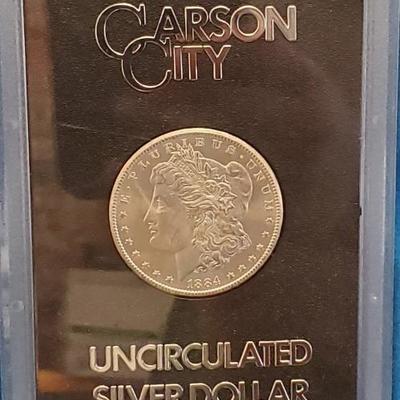 CARSON
CITY
E·PLURIBUS·UNUM
1884
UNCIRCULATED
SILVER DOLLAR